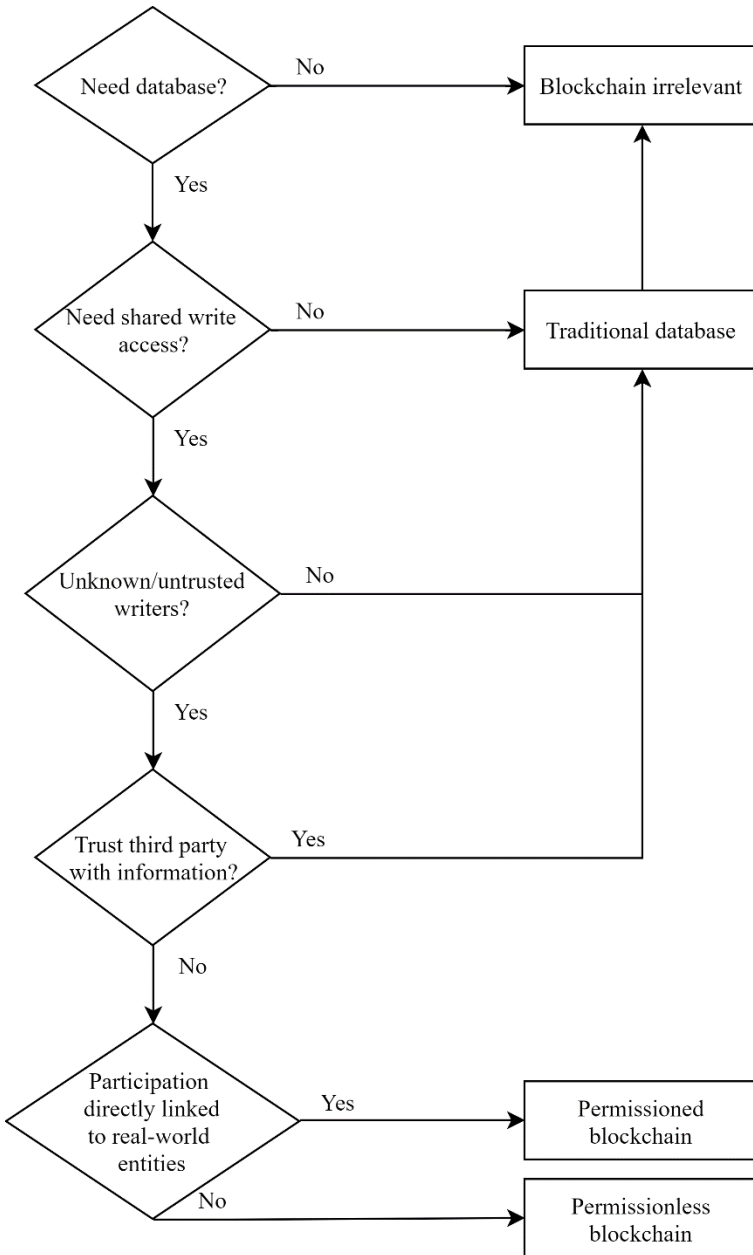 Need database?
No
Blockchain irrelevant
Yes
Need shared write
access?
No
Traditional database
Yes
Unknown/untrusted
writers?
No
Yes
Trust third party
with information?
Yes
No
Participation
directly linked
to real-world
entities
Yes
Permissioned
blockchain
No
Permissionless
blockchain